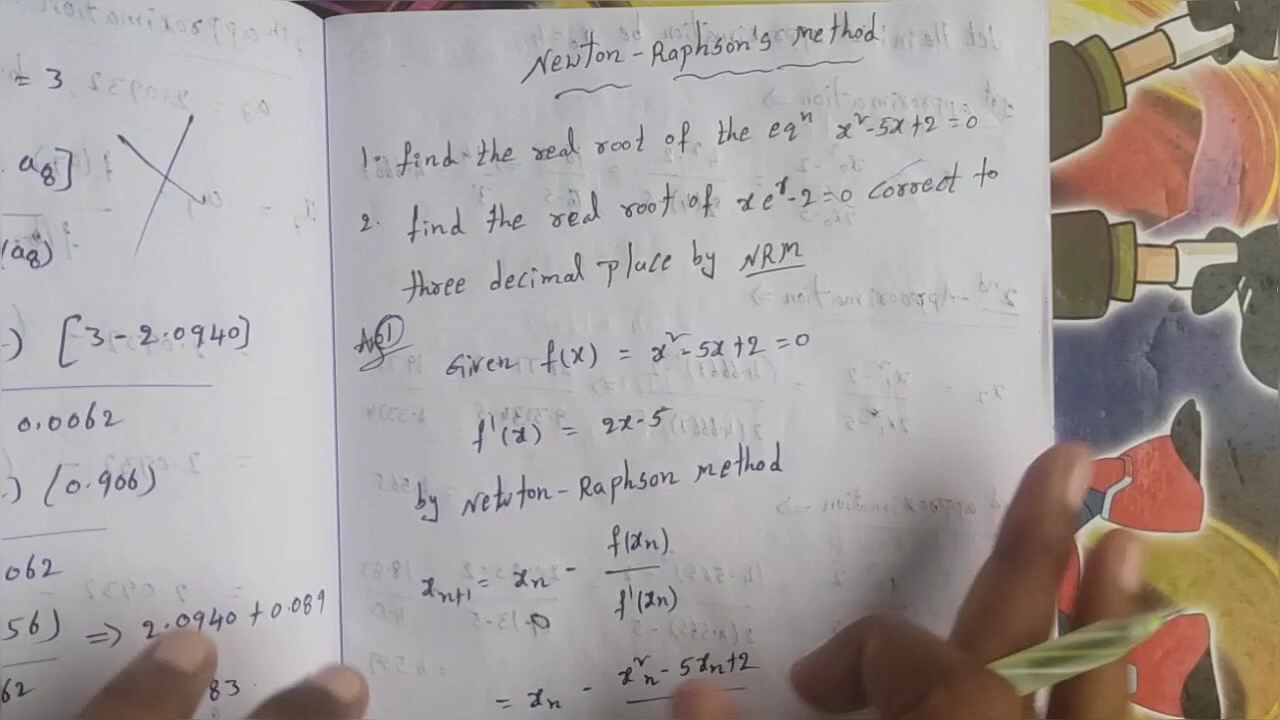 = 3
a8]
(a8)
) [3-2.0940]
0.0062
) (0.906)
062
56) => 2.0940 + 0.089
62
83
Newton-Raphson's method
1. find the real root of the eqn x²-5x+2=0
2. find the real root of xeˣ-2=0 correct to
three decimal place by NRM
①
Given f(x) = x²-5x+2=0
f'(x) = 2x-5
by Newton-Raphson method
xₙ₊₁ = xₙ - f(xₙ)/f'(xₙ)
= xₙ - x²ₙ-5xₙ+2